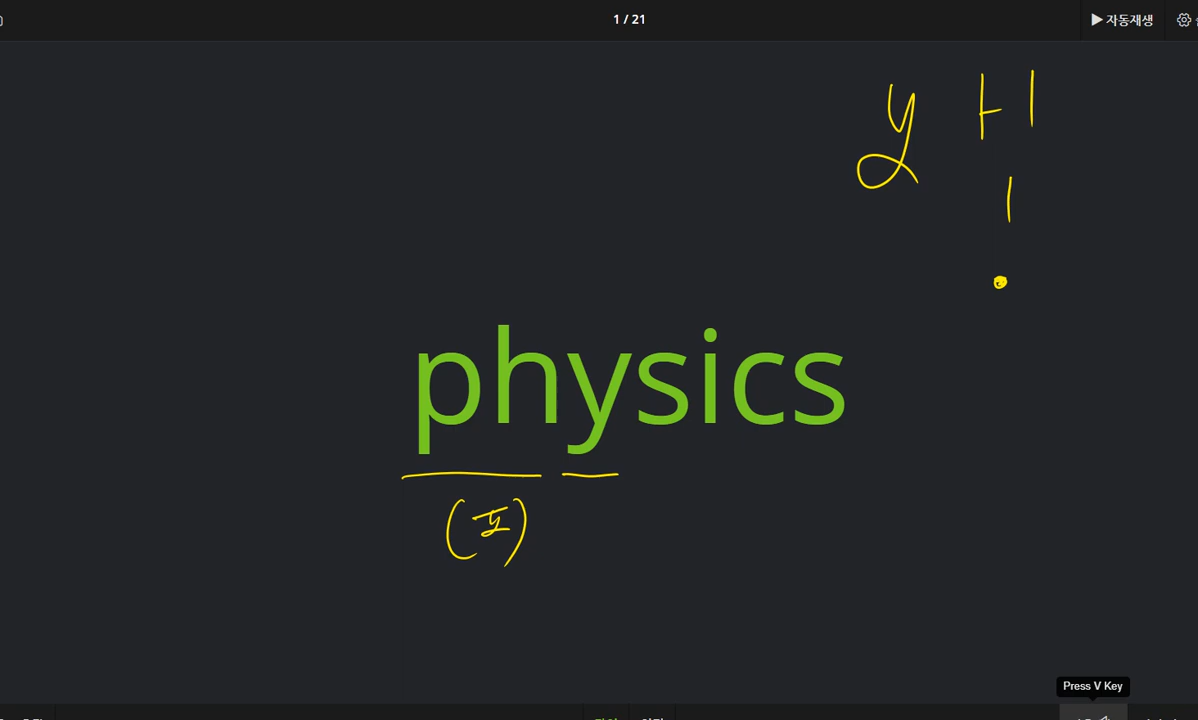 1 / 21
▶ 자동재생
y ㅑ ㅣ
ㅣ
physics
(ㅍ)
Press V Key